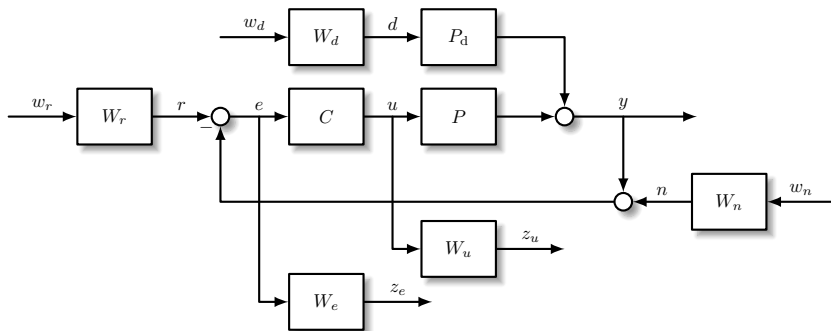 w_d W_d d P_d
w_r W_r r e C u P y
−
n W_n w_n
W_u z_u
W_e z_e